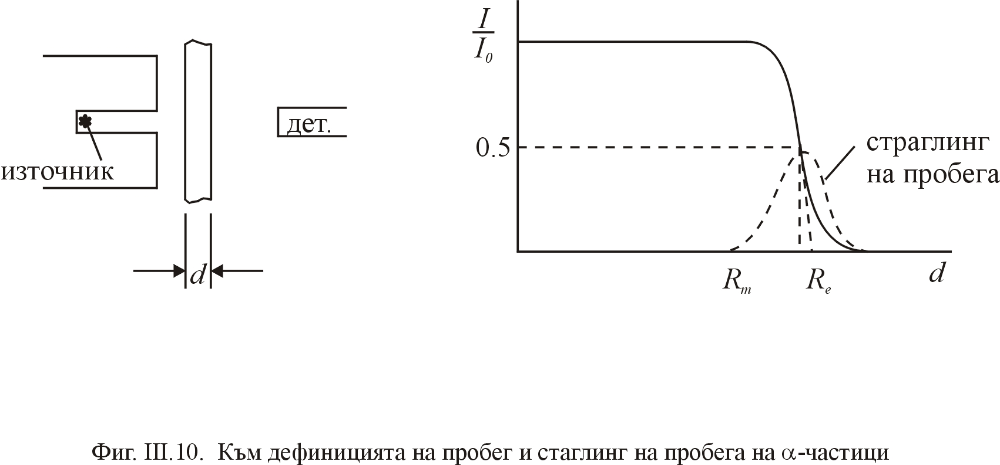 източник
дет.
d
I
I0
0.5
страглинг
на пробега
Rm
Re
d
Фиг. III.10. Към дефиницията на пробег и стаглинг на пробега на α-частици